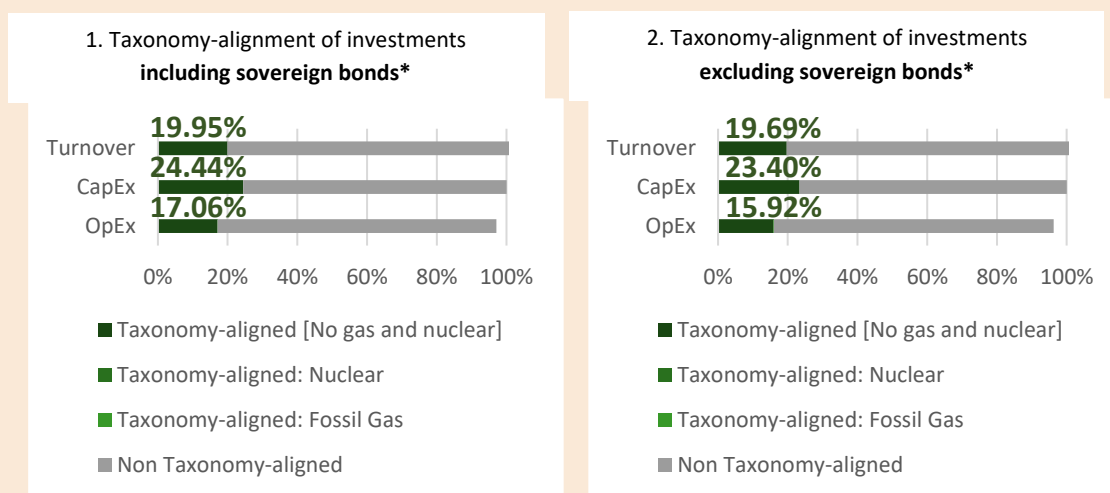 1. Taxonomy-alignment of investments
including sovereign bonds*
19.95%
Turnover
24.44%
CapEx
17.06%
OpEx
0% 20% 40% 60% 80% 100%
■ Taxonomy-aligned [No gas and nuclear]
■ Taxonomy-aligned: Nuclear
■ Taxonomy-aligned: Fossil Gas
■ Non Taxonomy-aligned
2. Taxonomy-alignment of investments
excluding sovereign bonds*
19.69%
Turnover
23.40%
CapEx
15.92%
OpEx
0% 20% 40% 60% 80% 100%
■ Taxonomy-aligned [No gas and nuclear]
■ Taxonomy-aligned: Nuclear
■ Taxonomy-aligned: Fossil Gas
■ Non Taxonomy-aligned